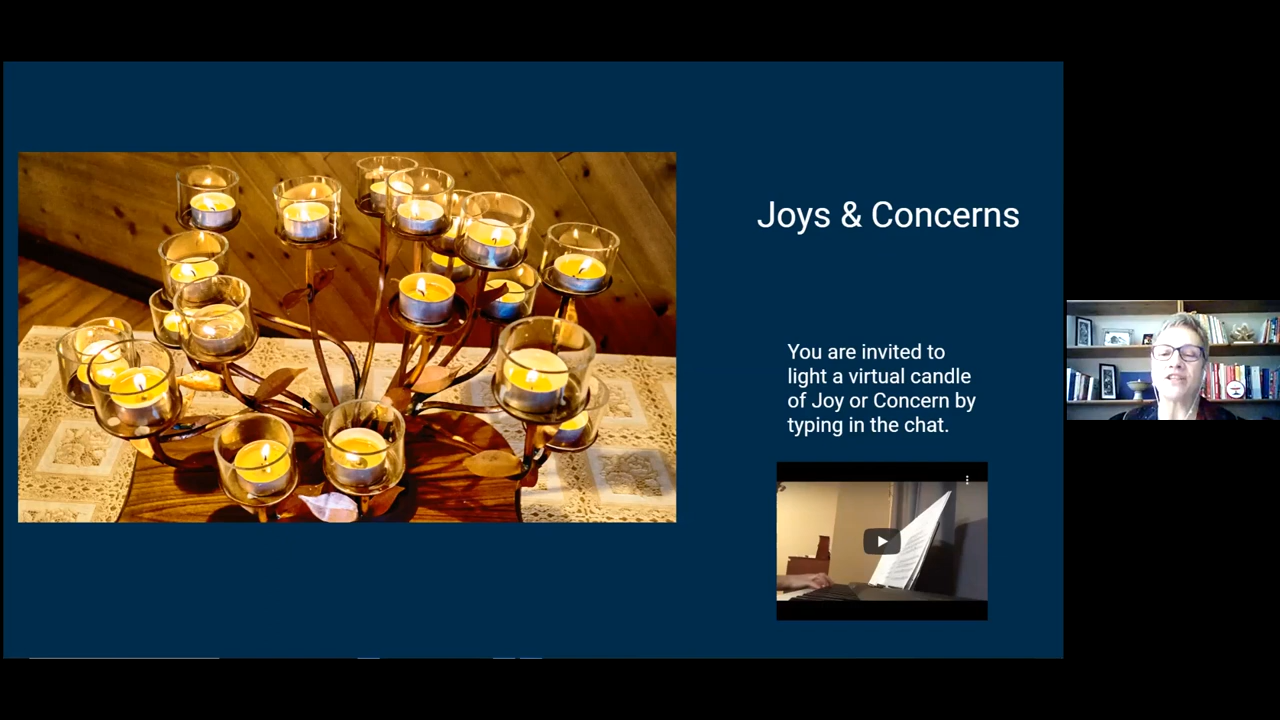 Joys & Concerns
You are invited to
light a virtual candle
of Joy or Concern by
typing in the chat.